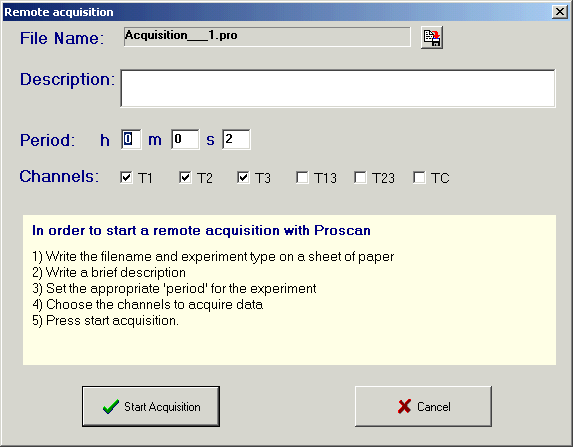 Remote acquisition
File Name: Acquisition___1.pro
Description:
Period: h 0 m 0 s 2
Channels: T1 T2 T3 T13 T23 TC
In order to start a remote acquisition with Proscan
1) Write the filename and experiment type on a sheet of paper
2) Write a brief description
3) Set the appropriate 'period' for the experiment
4) Choose the channels to acquire data
5) Press start acquisition.
Start Acquisition Cancel